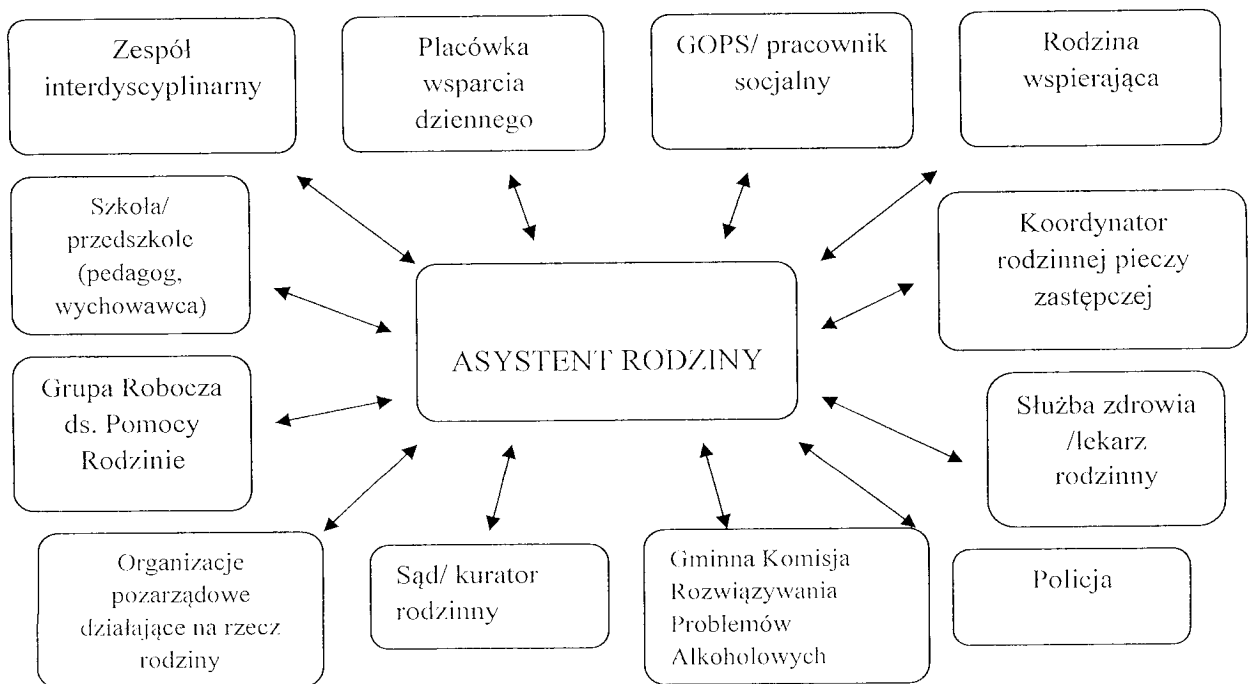 Zespół
interdyscyplinarny
Placówka
wsparcia
dziennego
GOPS/ pracownik
socjalny
Rodzina
wspierająca
Szkoła/
przedszkole
(pedagog,
wychowawca)
Koordynator
rodzinnej pieczy
zastępczej
ASYSTENT RODZINY
Grupa Robocza
ds. Pomocy
Rodzinie
Służba zdrowia
/lekarz
rodzinny
Organizacje
pozarządowe
działające na rzecz
rodziny
Sąd/ kurator
rodzinny
Gminna Komisja
Rozwiązywania
Problemów
Alkoholowych
Policja